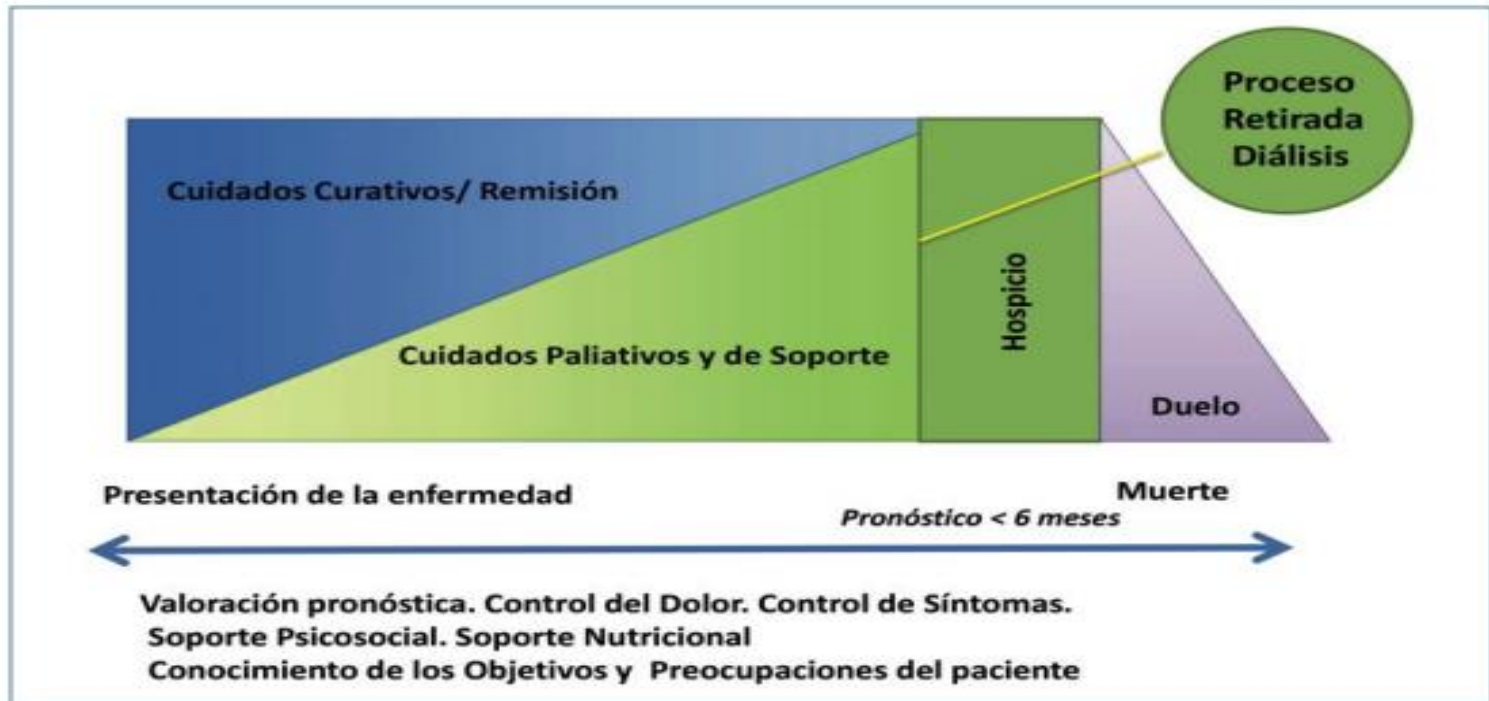 Proceso
Retirada
Diálisis
Cuidados Curativos/ Remisión
Hospicio
Cuidados Paliativos y de Soporte
Duelo
Presentación de la enfermedad
Muerte
Pronóstico < 6 meses
Valoración pronóstica. Control del Dolor. Control de Síntomas.
Soporte Psicosocial. Soporte Nutricional
Conocimiento de los Objetivos y Preocupaciones del paciente